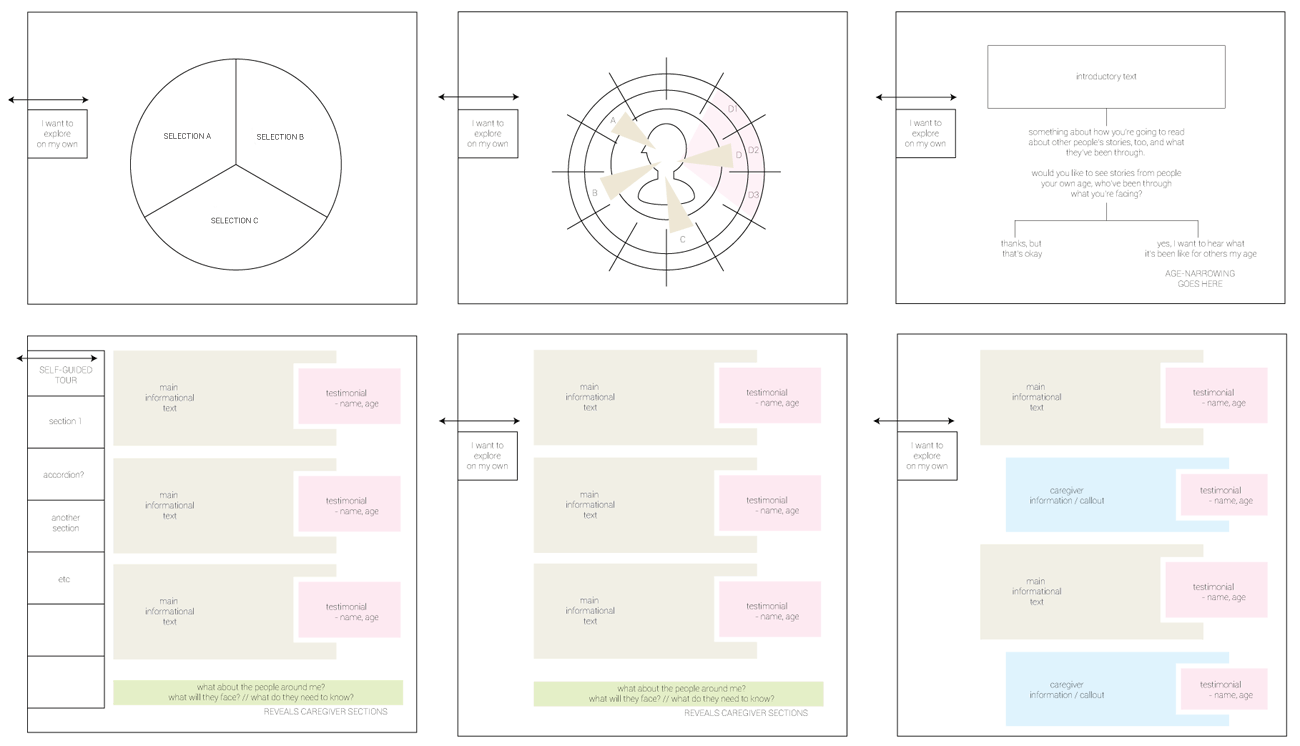 I want to
explore
on my own
SELECTION A
SELECTION B
SELECTION C
I want to
explore
on my own
A
B
C
D
D1
D2
D3
I want to
explore
on my own
introductory text
something about how you're going to read
about other people's stories, too, and what
they've been through.
would you like to see stories from people
your own age, who've been through
what you're facing?
thanks, but
that's okay
yes, I want to hear what
it's been like for others my age
AGE-NARROWING
GOES HERE
SELF-GUIDED
TOUR
section 1
accordion?
another
section
etc
main
informational
text
testimonial
- name, age
main
informational
text
testimonial
- name, age
main
informational
text
testimonial
- name, age
what about the people around me?
what will they face? // what do they need to know?
REVEALS CAREGIVER SECTIONS
I want to
explore
on my own
main
informational
text
testimonial
- name, age
main
informational
text
testimonial
- name, age
main
informational
text
testimonial
- name, age
what about the people around me?
what will they face? // what do they need to know?
REVEALS CAREGIVER SECTIONS
I want to
explore
on my own
main
informational
text
testimonial
- name, age
caregiver
information / callout
testimonial
- name, age
main
informational
text
testimonial
- name, age
caregiver
information / callout
testimonial
- name, age